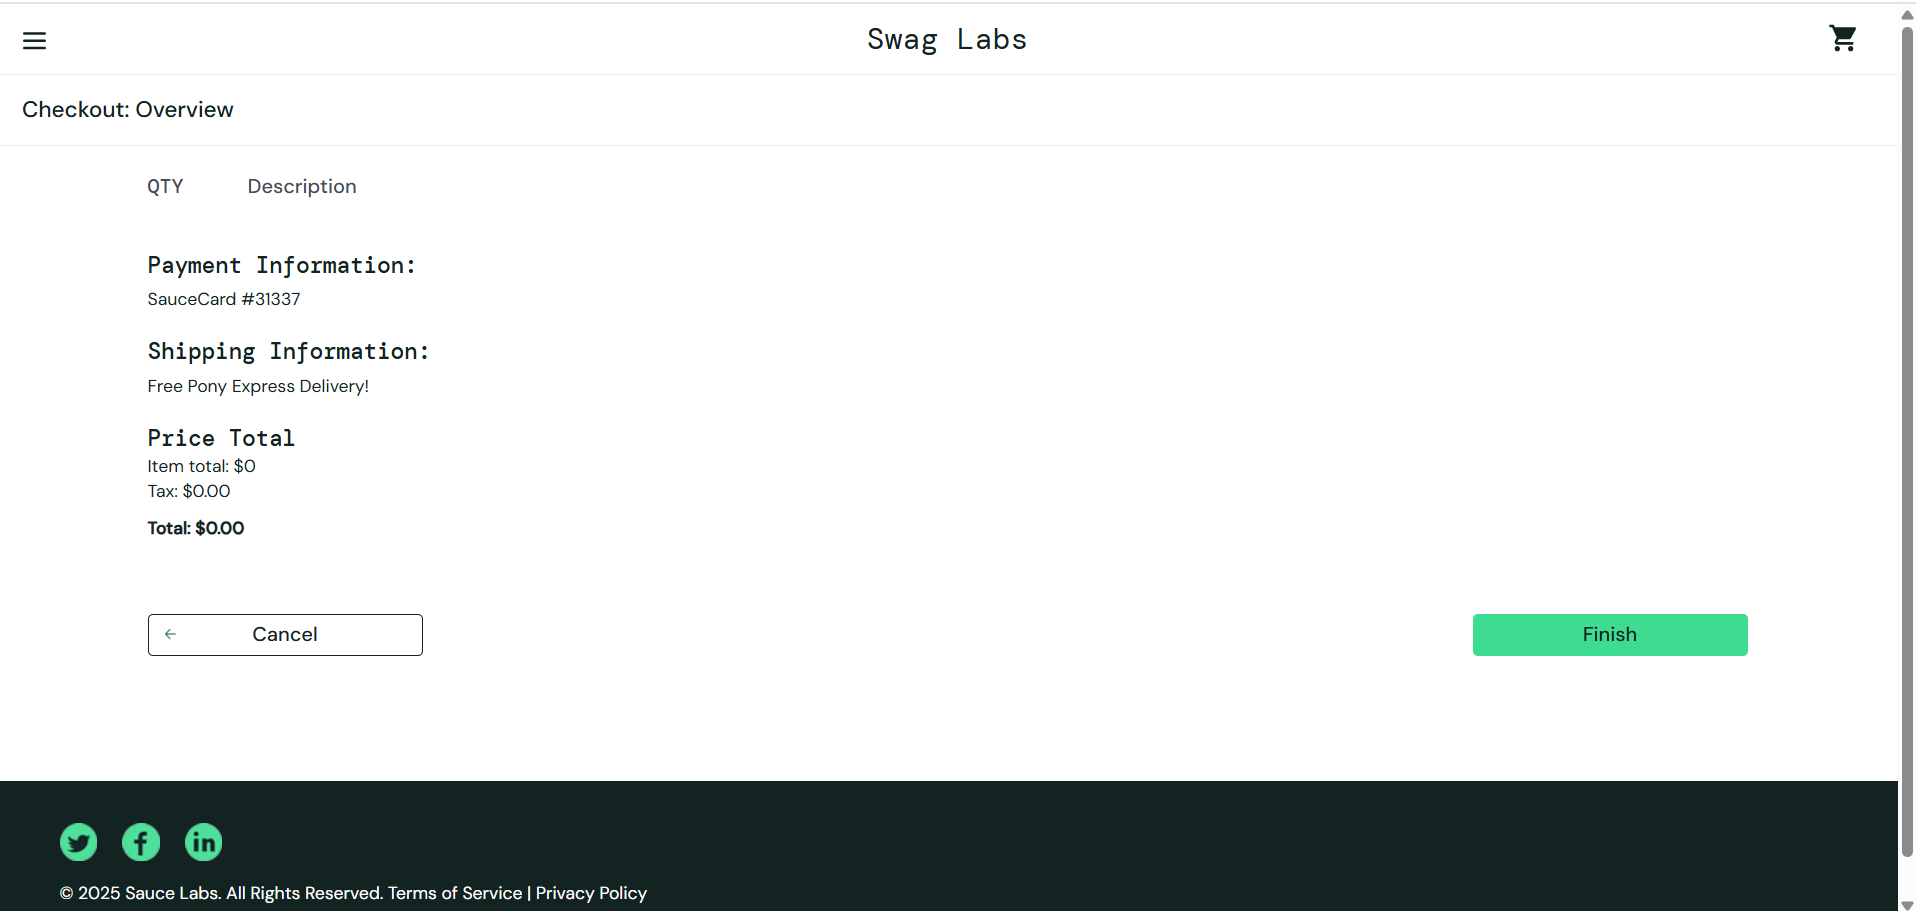 Swag Labs
Checkout: Overview
QTY Description
Payment Information:
SauceCard #31337
Shipping Information:
Free Pony Express Delivery!
Price Total
Item total: $0
Tax: $0.00
Total: $0.00
Cancel Finish
© 2025 Sauce Labs. All Rights Reserved. Terms of Service | Privacy Policy